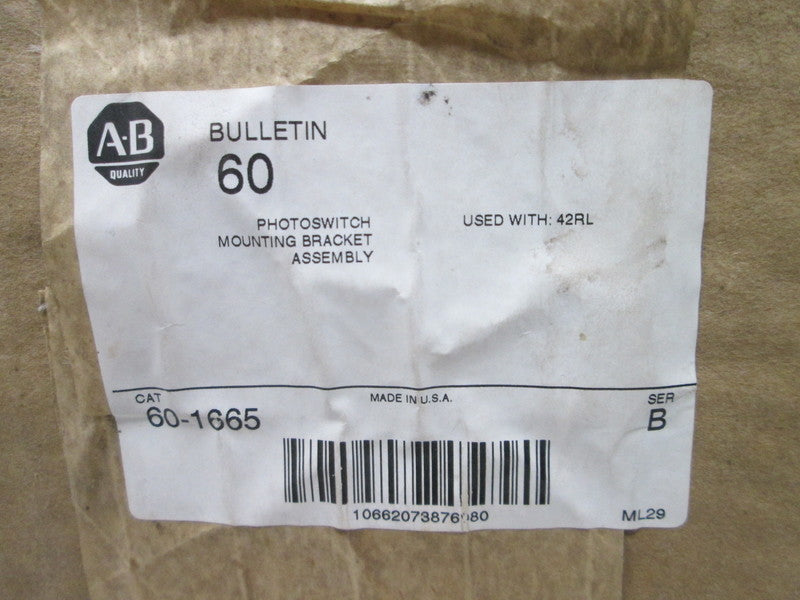 A-B
QUALITY
BULLETIN
60
PHOTOSWITCH
MOUNTING BRACKET
ASSEMBLY
USED WITH: 42RL
CAT
60-1665
MADE IN U.S.A.
SER
B
ML29